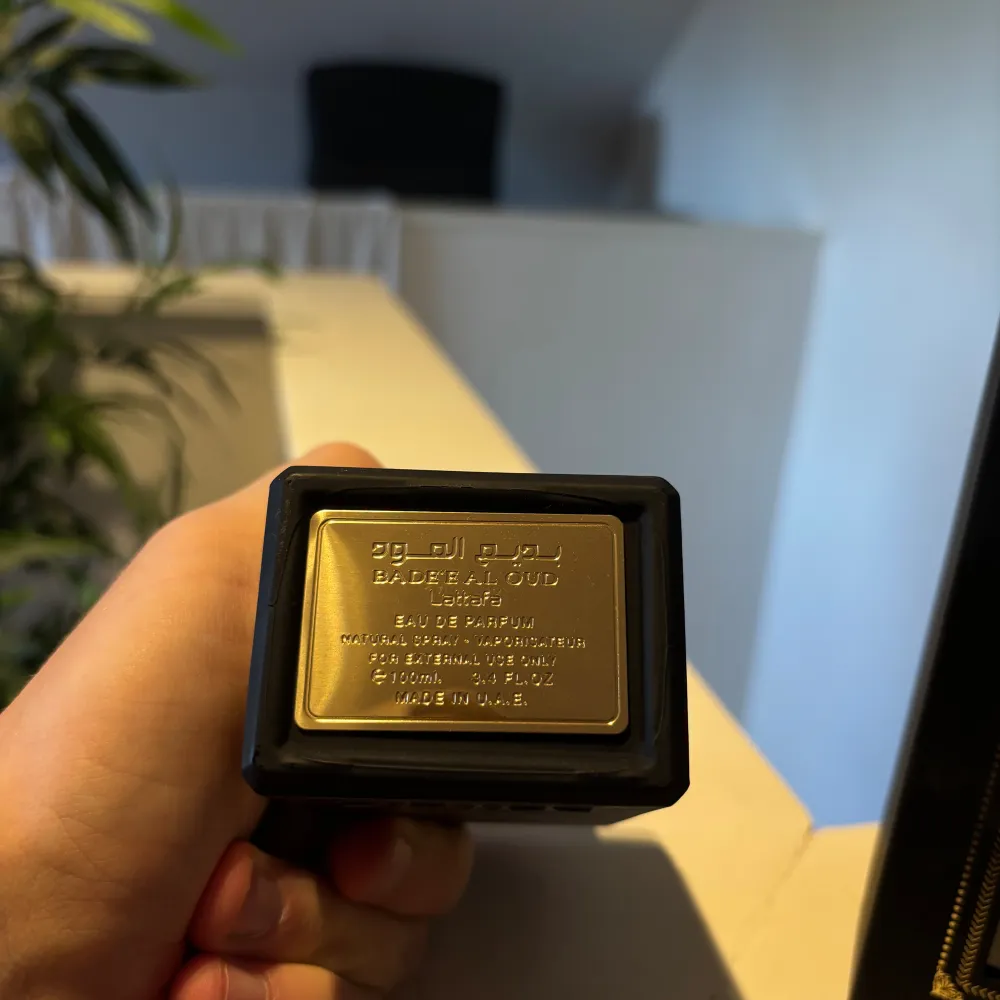 بديع العود
BADE'E AL OUD
Lattafa
EAU DE PARFUM
NATURAL SPRAY - VAPORISATEUR
FOR EXTERNAL USE ONLY
℮100ml. 3.4 FL.OZ
MADE IN U.A.E.